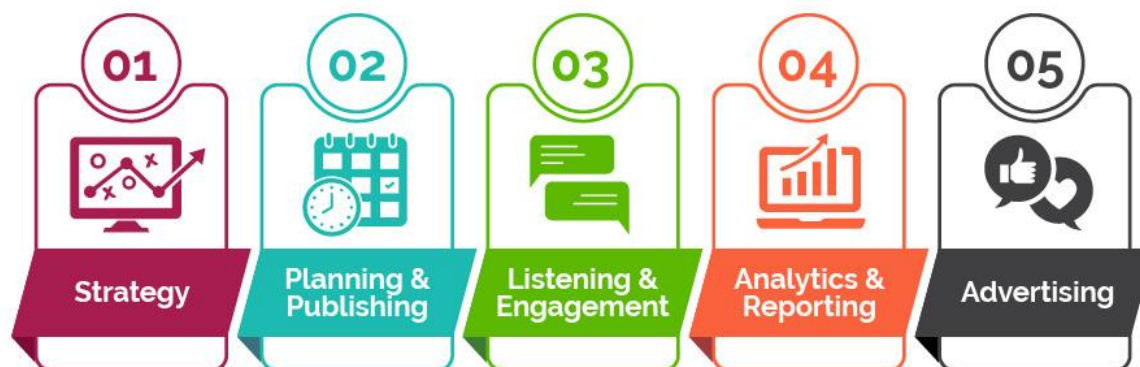 01
02
03
04
05
Strategy
Planning &
Publishing
Listening &
Engagement
Analytics &
Reporting
Advertising